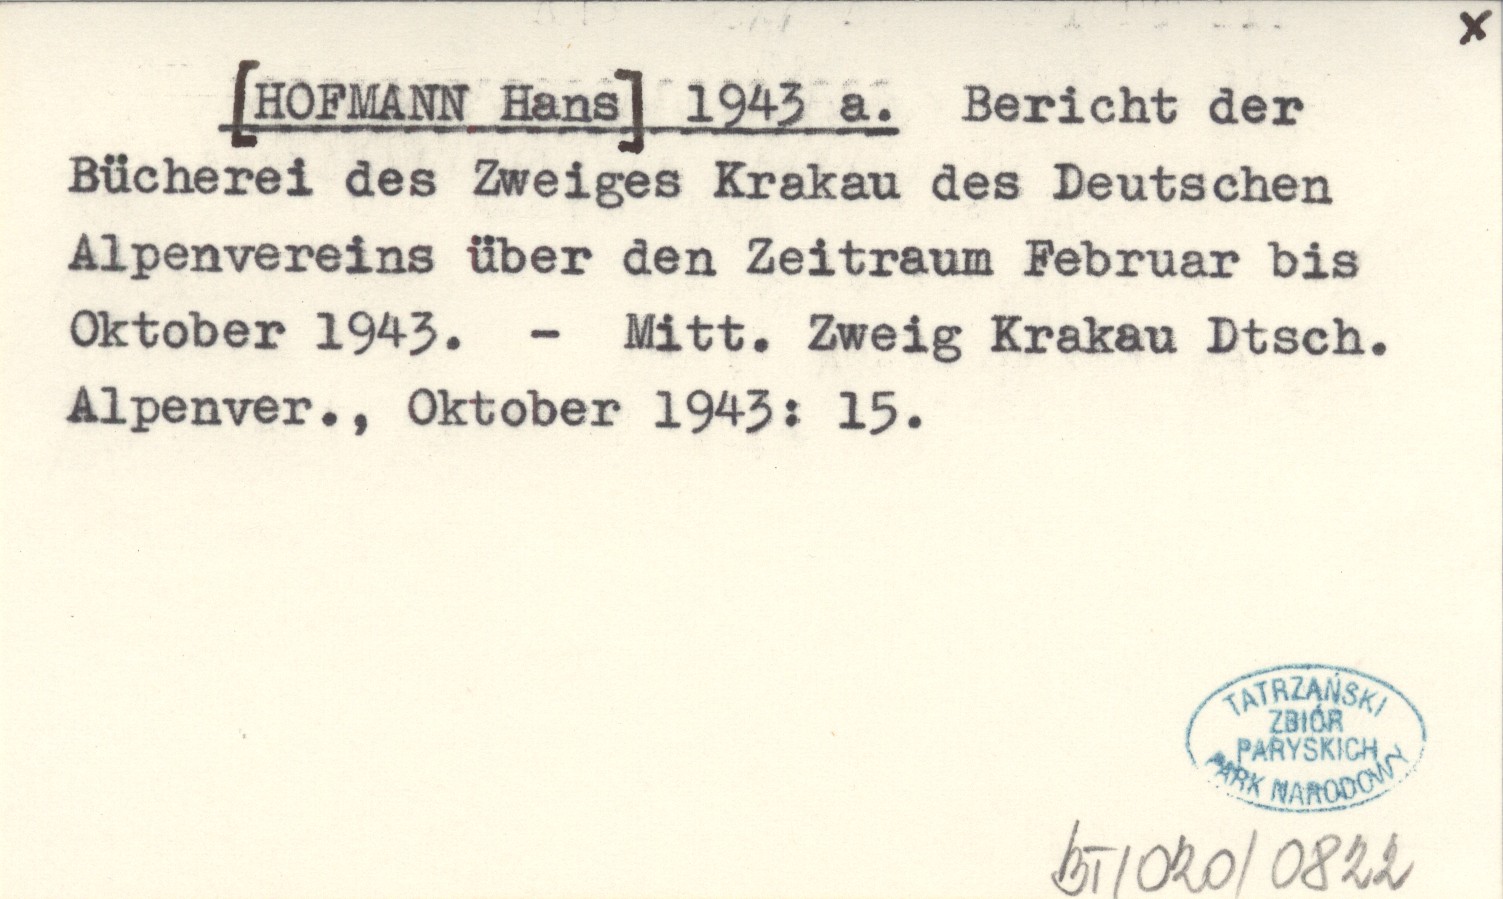 x
[HOFMANN Hans] 1943 a. Bericht der
Bücherei des Zweiges Krakau des Deutschen
Alpenvereins über den Zeitraum Februar bis
Oktober 1943. - Mitt. Zweig Krakau Dtsch.
Alpenver., Oktober 1943: 15.
TATRZAŃSKI
ZBIÓR
PARYSKICH
PARK NARODOWY
BT/020/0822